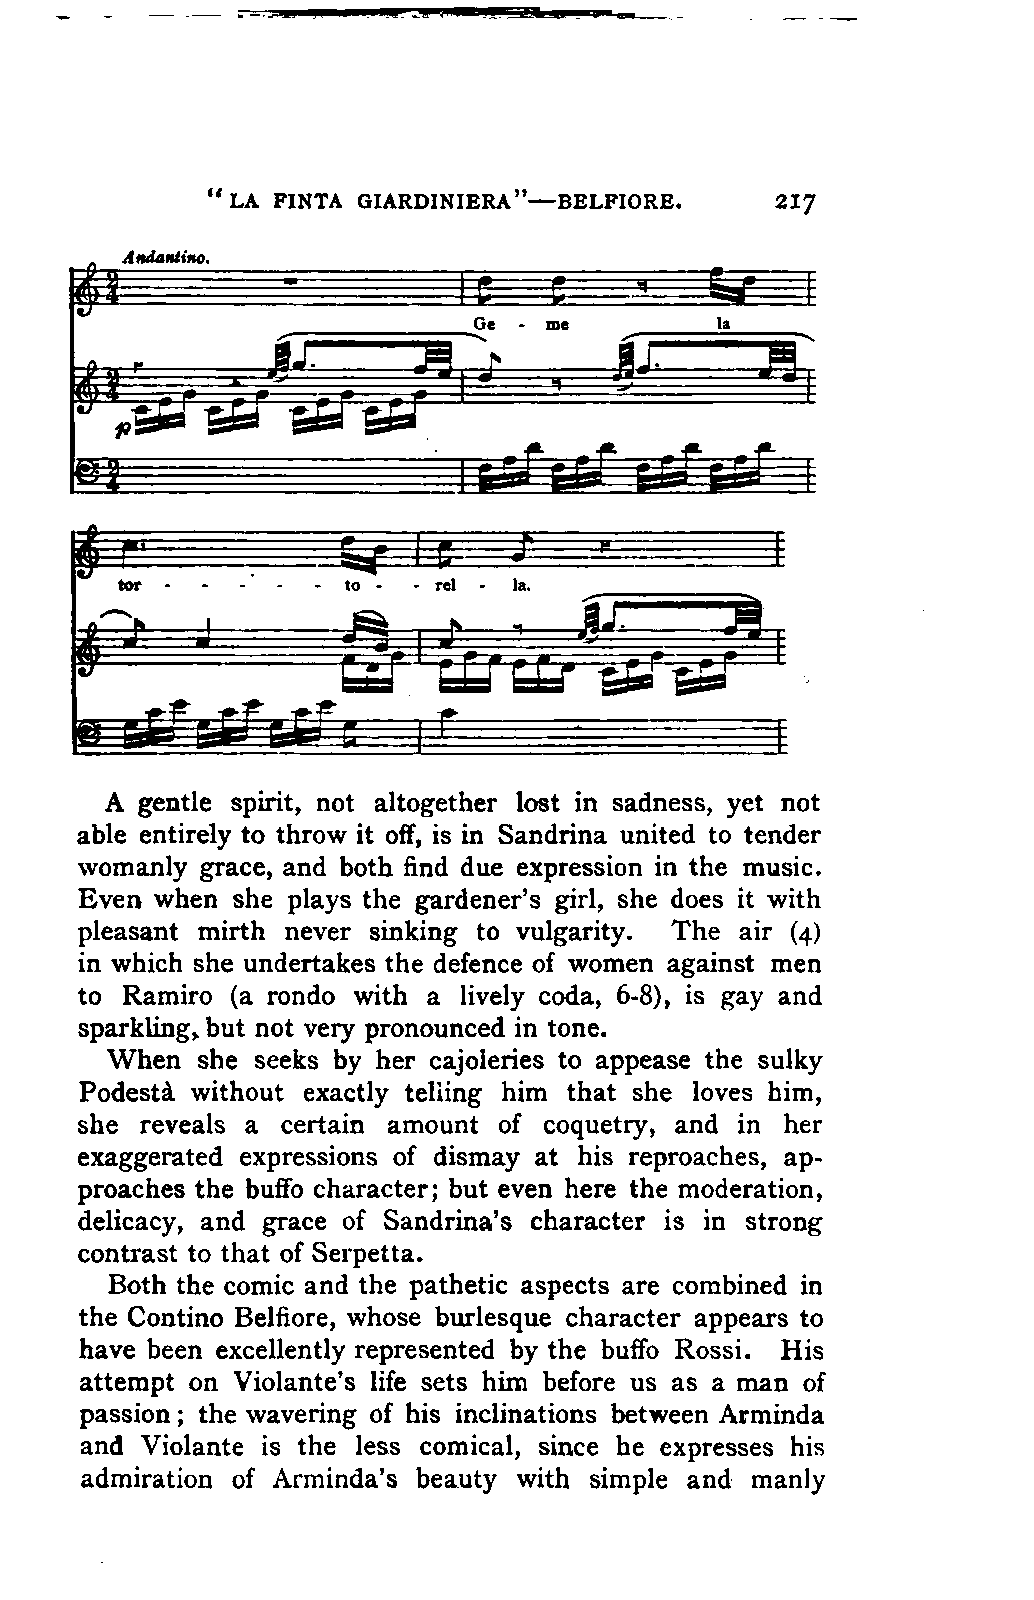 “LA FINTA GIARDINIERA”—BELFIORE. 217
Andantino.
Ge - me la
p
tor - - - - - to - - rel - la.
A gentle spirit, not altogether lost in sadness, yet not
able entirely to throw it off, is in Sandrina united to tender
womanly grace, and both find due expression in the music.
Even when she plays the gardener's girl, she does it with
pleasant mirth never sinking to vulgarity. The air (4)
in which she undertakes the defence of women against men
to Ramiro (a rondo with a lively coda, 6-8), is gay and
sparkling, but not very pronounced in tone.
When she seeks by her cajoleries to appease the sulky
Podestà without exactly telling him that she loves him,
she reveals a certain amount of coquetry, and in her
exaggerated expressions of dismay at his reproaches, ap-
proaches the buffo character; but even here the moderation,
delicacy, and grace of Sandrina's character is in strong
contrast to that of Serpetta.
Both the comic and the pathetic aspects are combined in
the Contino Belfiore, whose burlesque character appears to
have been excellently represented by the buffo Rossi. His
attempt on Violante's life sets him before us as a man of
passion; the wavering of his inclinations between Arminda
and Violante is the less comical, since he expresses his
admiration of Arminda's beauty with simple and manly